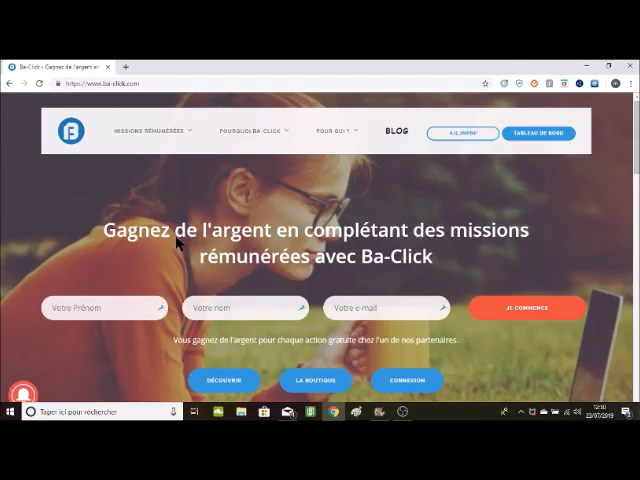 Ba-Click - Gagnez de l'argent en
https://www.ba-click.com
MISSIONS RÉMUNÉRÉES
POURQUOI BA-CLICK
POUR QUI ?
BLOG
TABLEAU DE BORD
Gagnez de l'argent en complétant des missions
rémunérées avec Ba-Click
Votre Prénom
Votre nom
Votre e-mail
JE COMMENCE
Vous gagnez de l'argent pour chaque action gratuite chez l'un de nos partenaires.
DÉCOUVRIR
LA BOUTIQUE
CONNEXION
Taper ici pour rechercher
12:50
23/07/2019